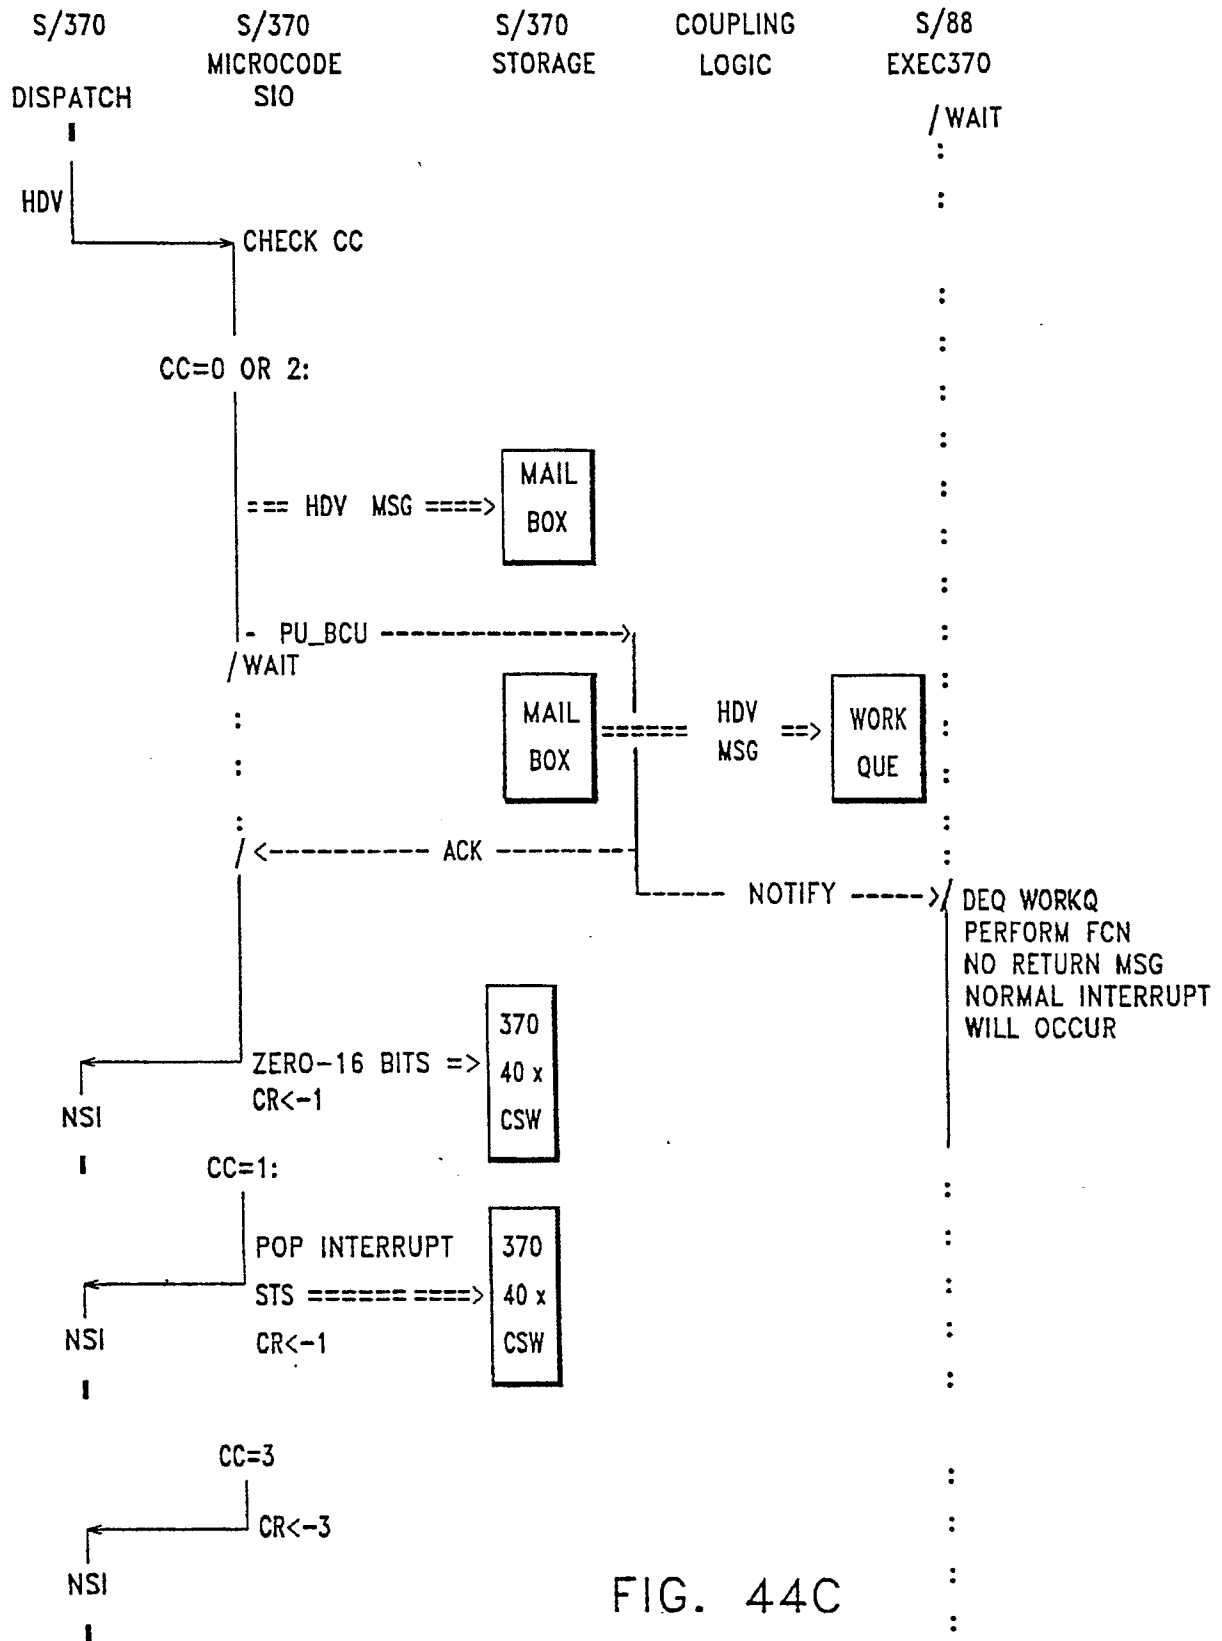 S/370 S/370 S/370 COUPLING S/88
MICROCODE STORAGE LOGIC EXEC370
DISPATCH SIO
/WAIT
HDV
CHECK CC
CC=0 OR 2:
MAIL
=== HDV MSG ====>
BOX
- PU_BCU ----------------->
/WAIT
MAIL HDV WORK
====== ==>
BOX MSG QUE
/ <---------- ACK ---------
------ NOTIFY ----->/ DEQ WORKQ
PERFORM FCN
NO RETURN MSG
NORMAL INTERRUPT
WILL OCCUR
370
ZERO-16 BITS => 40 x
CR<-1
CSW
NSI
CC=1:
POP INTERRUPT 370
STS ==========> 40 x
NSI CR<-1 CSW
CC=3
CR<-3
NSI
FIG. 44C